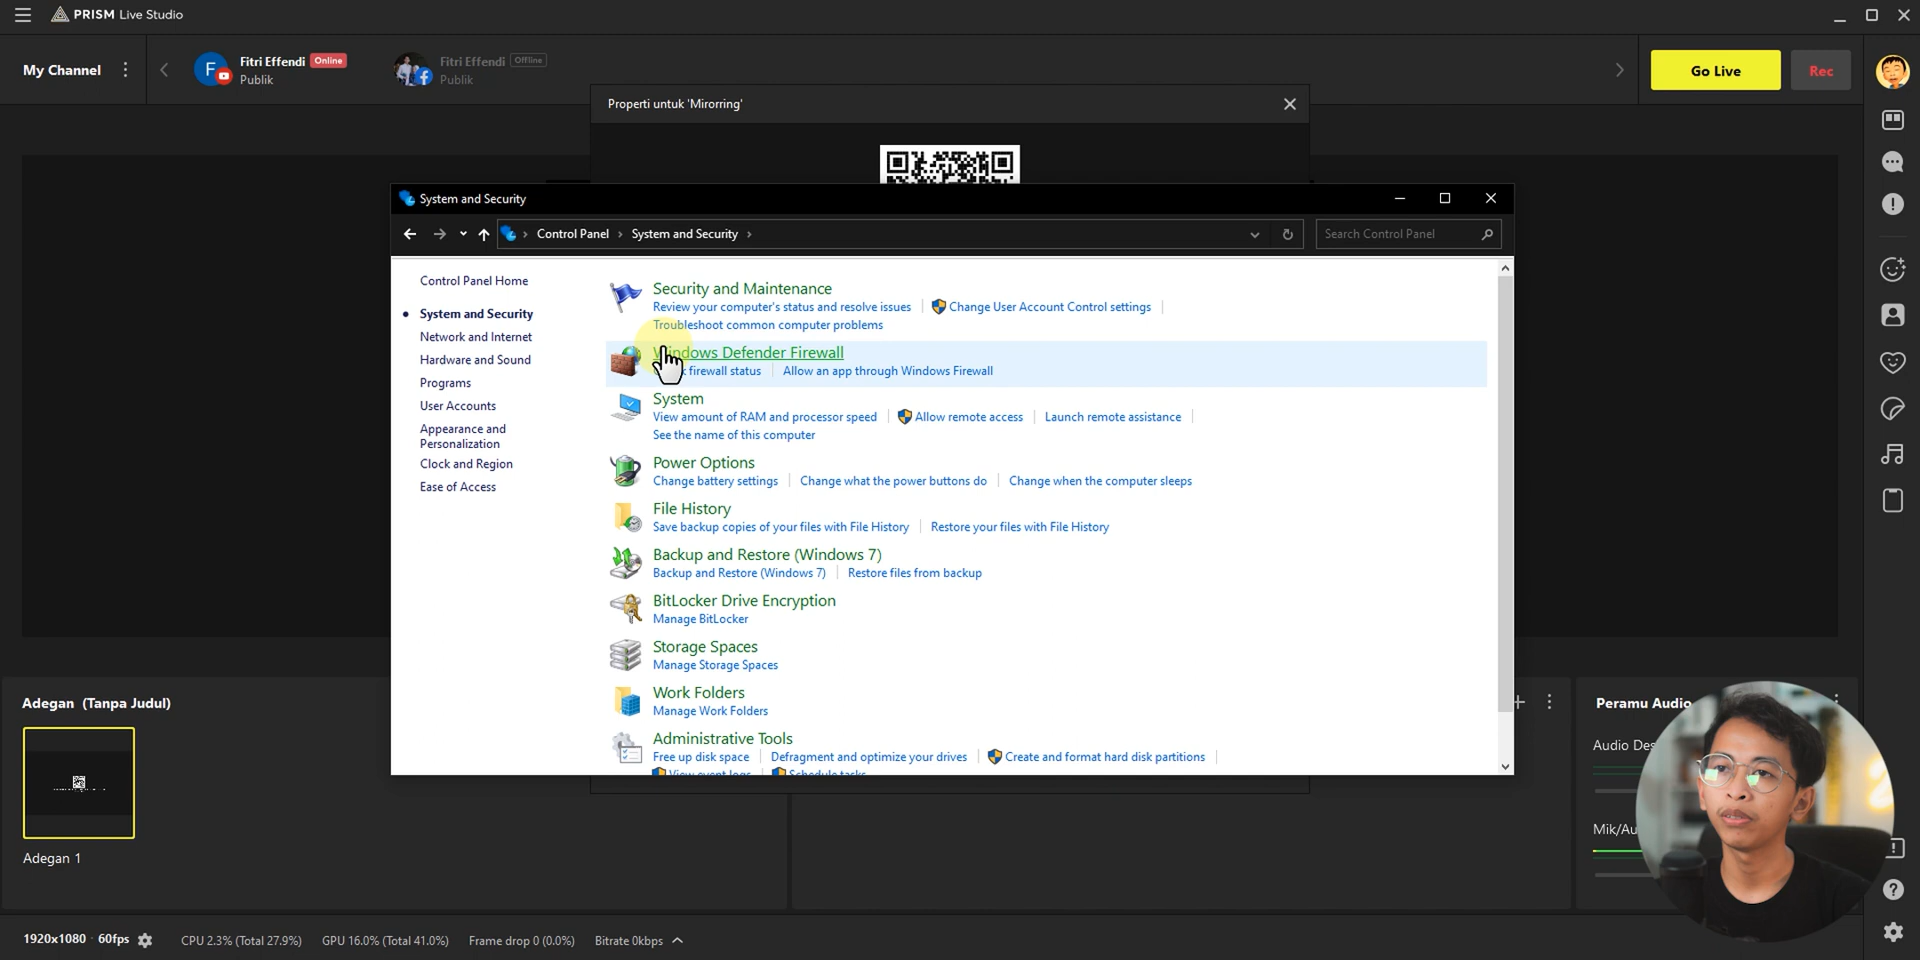 PRISM Live Studio
My Channel
F
Fitri Effendi Online
Publik
Fitri Effendi Offline
Publik
Go Live
Rec
Properti untuk 'Mirorring'
System and Security
Control Panel › System and Security ›
Search Control Panel
Control Panel Home
System and Security
Network and Internet
Hardware and Sound
Programs
User Accounts
Appearance and
Personalization
Clock and Region
Ease of Access
Security and Maintenance
Review your computer's status and resolve issues
Change User Account Control settings
Troubleshoot common computer problems
Windows Defender Firewall
firewall status
Allow an app through Windows Firewall
System
View amount of RAM and processor speed
Allow remote access
Launch remote assistance
See the name of this computer
Power Options
Change battery settings
Change what the power buttons do
Change when the computer sleeps
File History
Save backup copies of your files with File History
Restore your files with File History
Backup and Restore (Windows 7)
Backup and Restore (Windows 7)
Restore files from backup
BitLocker Drive Encryption
Manage BitLocker
Storage Spaces
Manage Storage Spaces
Work Folders
Manage Work Folders
Administrative Tools
Free up disk space
Defragment and optimize your drives
Create and format hard disk partitions
View event logs
Schedule tasks
Adegan (Tanpa Judul)
Adegan 1
Peramu Audio
Audio Des
Mik/Au
1920x1080 · 60fps
CPU 2.3% (Total 27.9%)
GPU 16.0% (Total 41.0%)
Frame drop 0 (0.0%)
Bitrate 0kbps